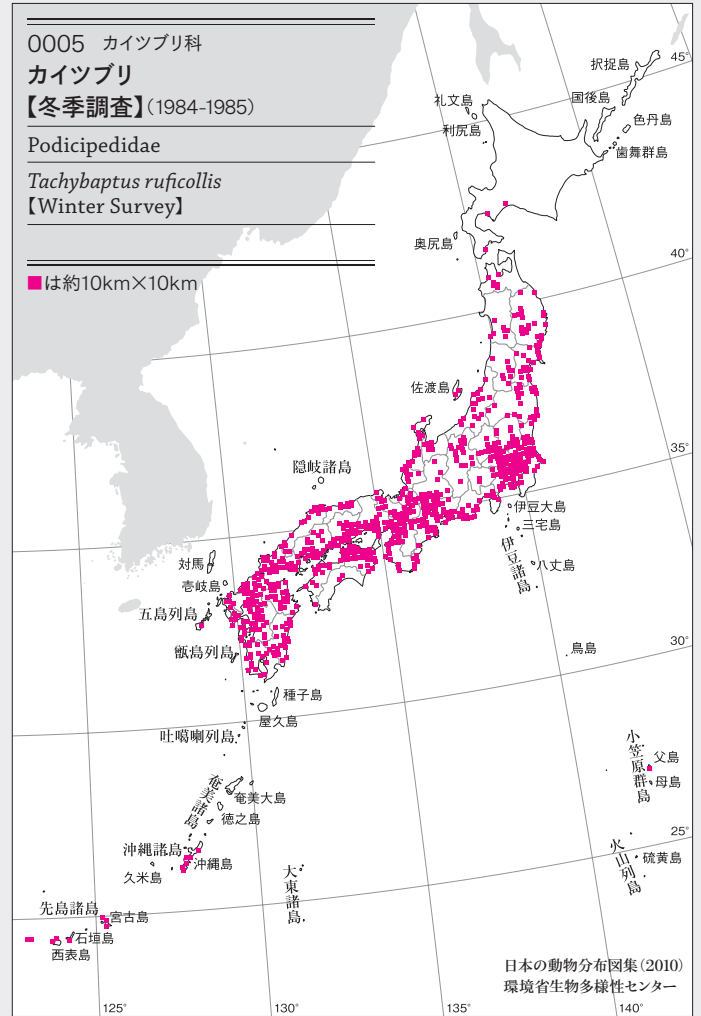 0005 カイツブリ科
カイツブリ
【冬季調査】(1984-1985)
Podicipedidae
Tachybaptus ruficollis
【Winter Survey】
■は約10km×10km
択捉島
45°
礼文島
国後島
利尻島
色丹島
歯舞群島
奥尻島
40°
佐渡島
35°
隠岐諸島
伊豆大島
三宅島
伊豆諸島
八丈島
対馬
壱岐島
五島列島
甑島列島
鳥島
30°
種子島
屋久島
吐噶喇列島
小笠原群島
父島
母島
奄美諸島
奄美大島
徳之島
25°
沖縄諸島
沖縄島
久米島
大東諸島
火山列島
硫黄島
先島諸島
宮古島
石垣島
西表島
日本の動物分布図集(2010)
環境省生物多様性センター
125°
130°
135°
140°